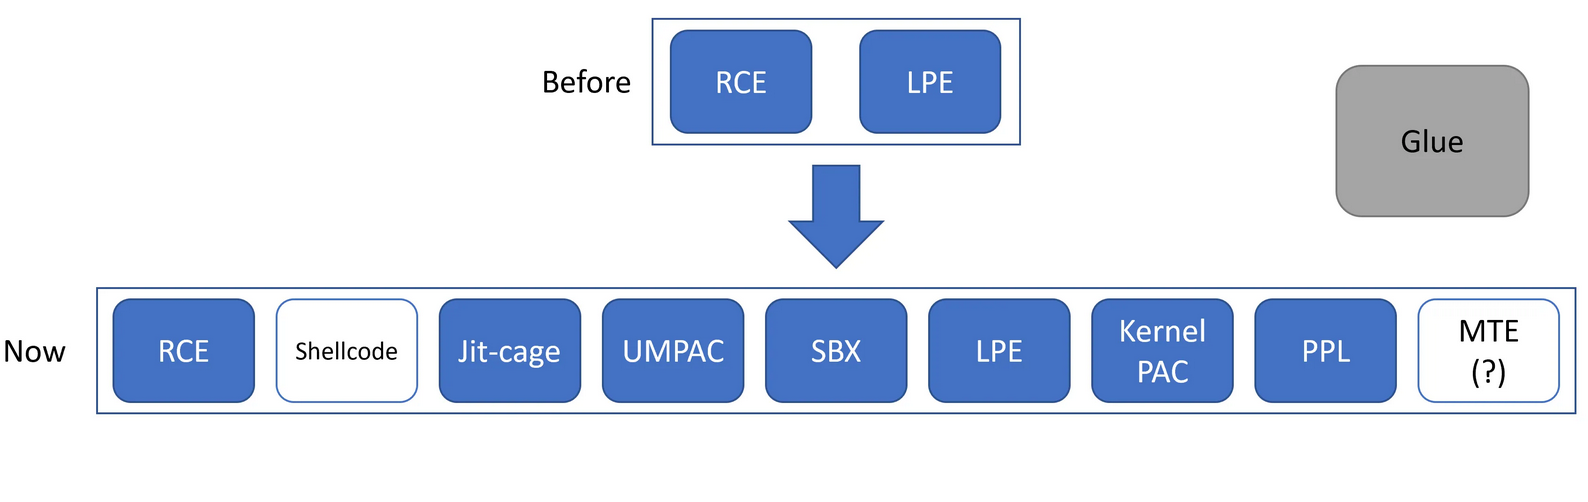 Before
RCE
LPE
Glue
Now
RCE
Shellcode
Jit-cage
UMPAC
SBX
LPE
Kernel
PAC
PPL
MTE
(?)